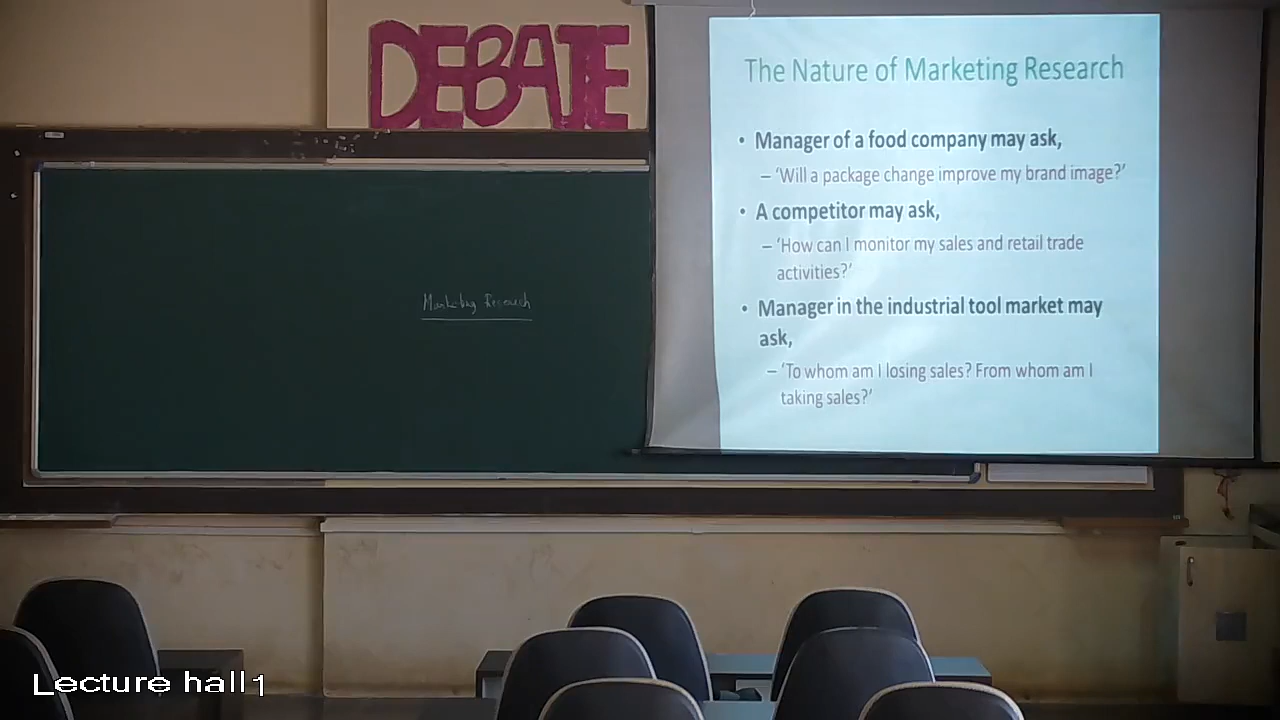 DEBATE
The Nature of Marketing Research
• Manager of a food company may ask,
– ‘Will a package change improve my brand image?’
• A competitor may ask,
– ‘How can I monitor my sales and retail trade
activities?’
• Manager in the industrial tool market may
ask,
– ‘To whom am I losing sales? From whom am I
taking sales?’
Marketing Research
Lecture hall 1